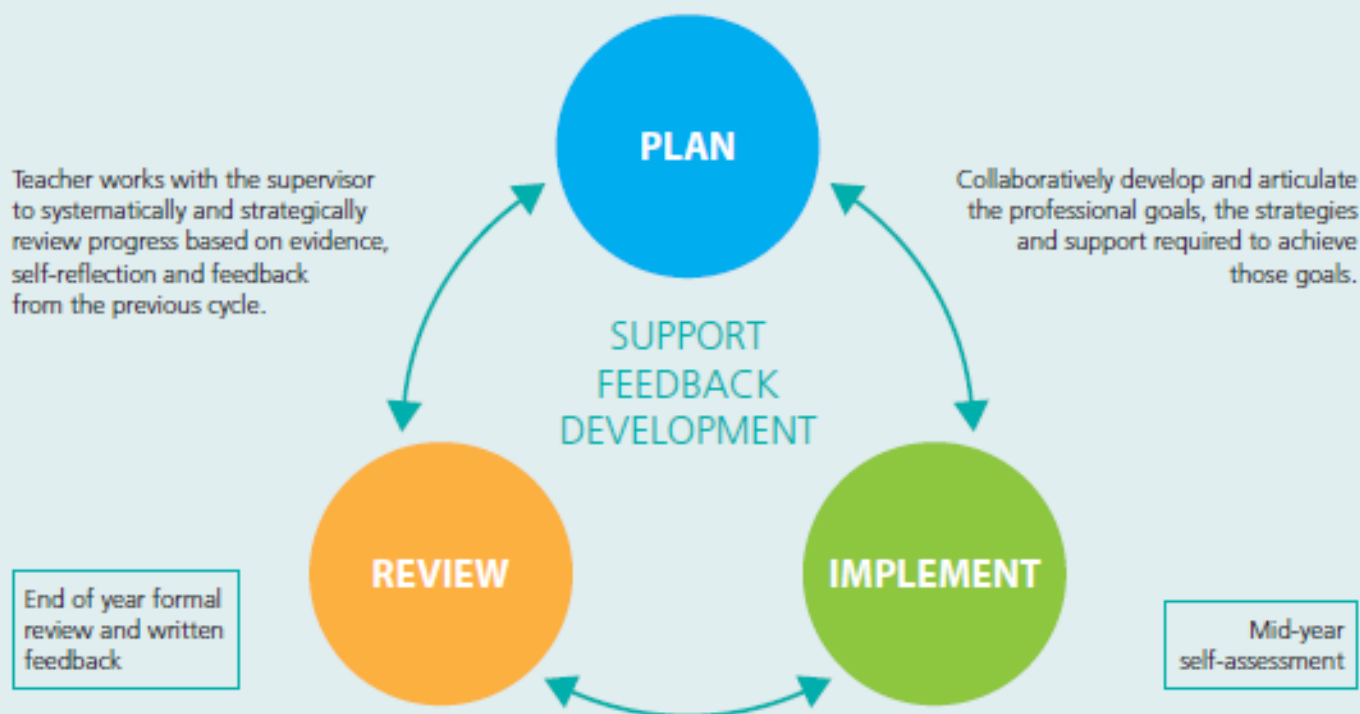 PLAN
Teacher works with the supervisor
to systematically and strategically
review progress based on evidence,
self-reflection and feedback
from the previous cycle.
Collaboratively develop and articulate
the professional goals, the strategies
and support required to achieve
those goals.
SUPPORT
FEEDBACK
DEVELOPMENT
REVIEW
IMPLEMENT
End of year formal
review and written
feedback
Mid-year
self-assessment